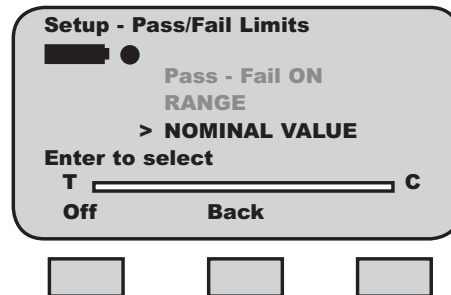 Setup - Pass/Fail Limits
Pass - Fail ON
RANGE
> NOMINAL VALUE
Enter to select
T C
Off Back